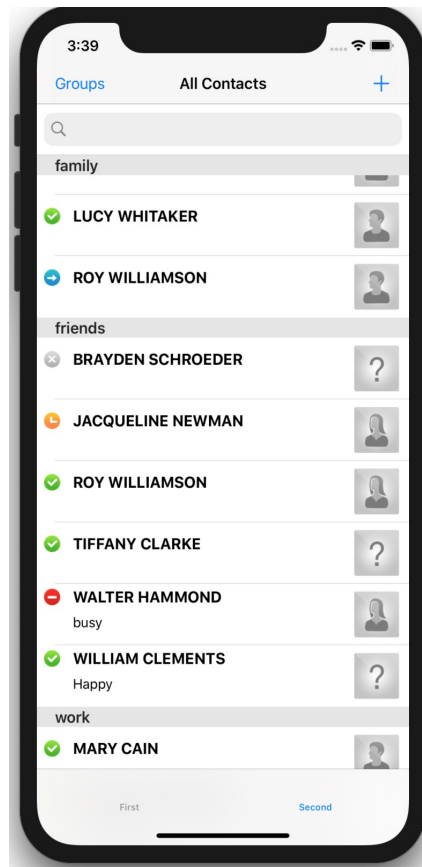 3:39
Groups All Contacts +
family
LUCY WHITAKER
ROY WILLIAMSON
friends
BRAYDEN SCHROEDER
?
JACQUELINE NEWMAN
ROY WILLIAMSON
TIFFANY CLARKE
?
WALTER HAMMOND
busy
WILLIAM CLEMENTS
Happy
?
work
MARY CAIN
First Second